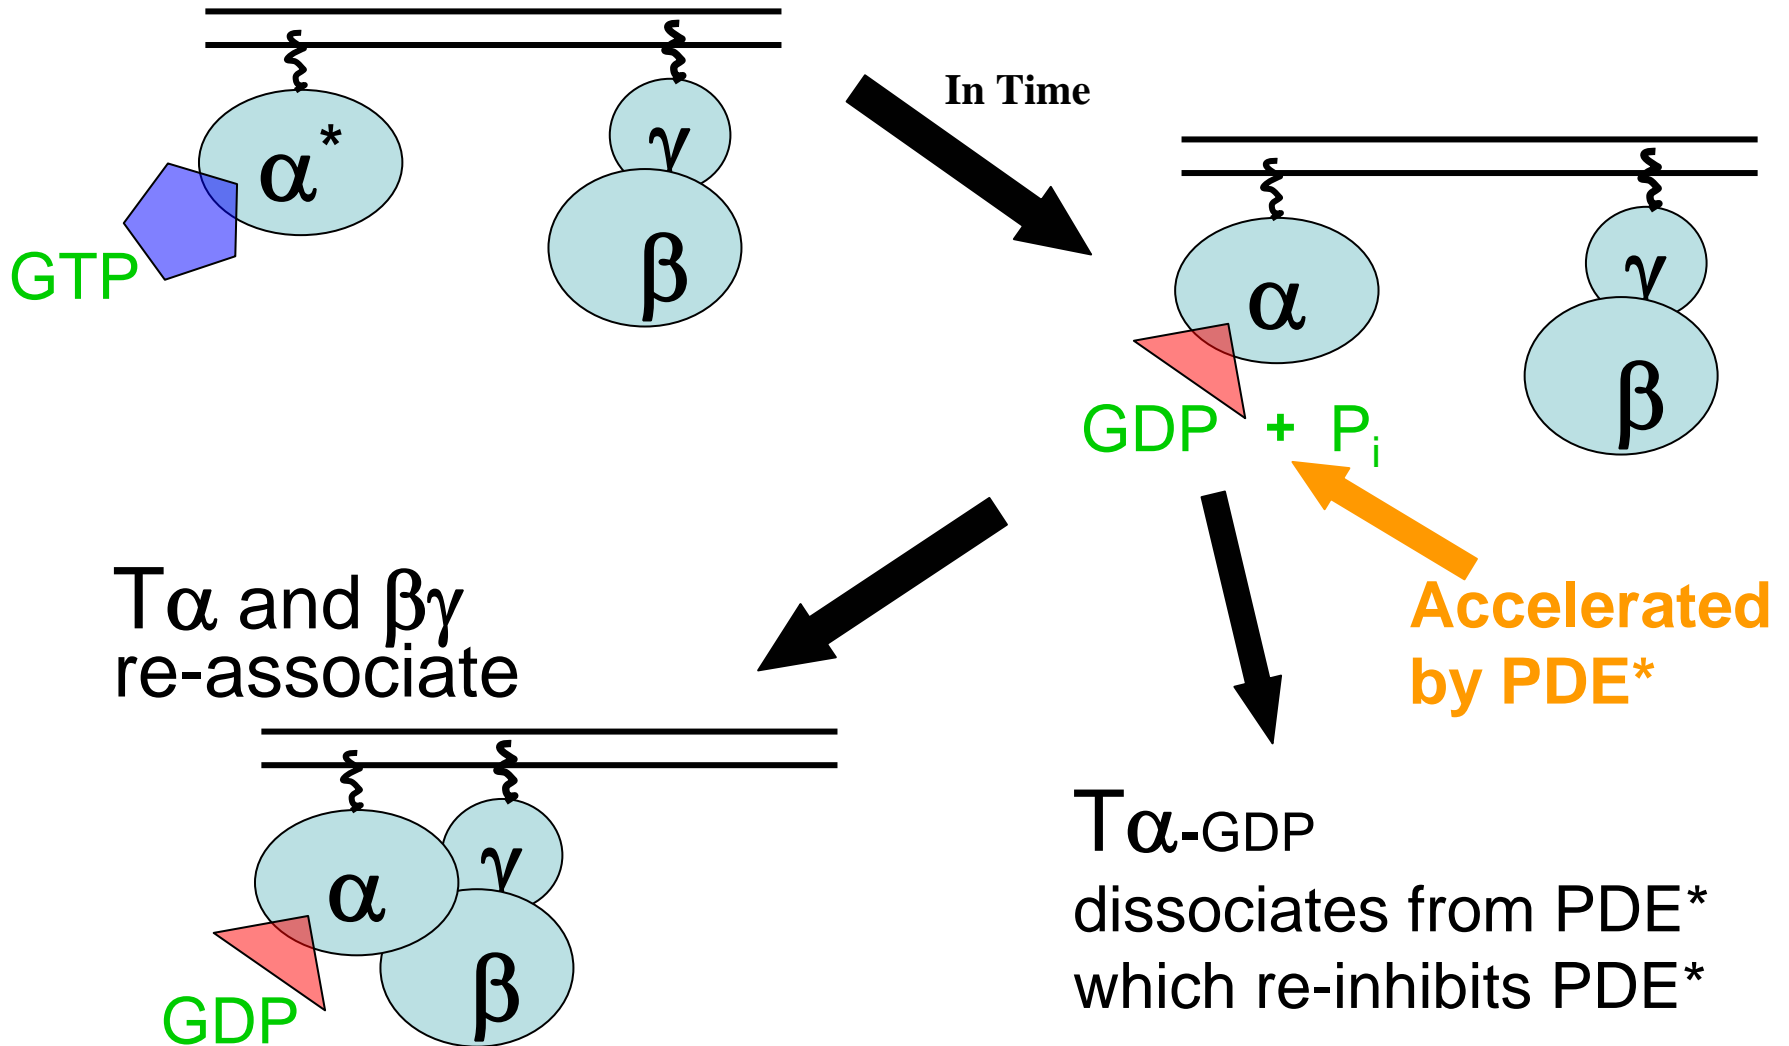 α*
γ
β
GTP
In Time
α
γ
β
GDP + Pi
Accelerated
by PDE*
Tα and βγ
re-associate
α
γ
β
GDP
Tα-GDP
dissociates from PDE*
which re-inhibits PDE*